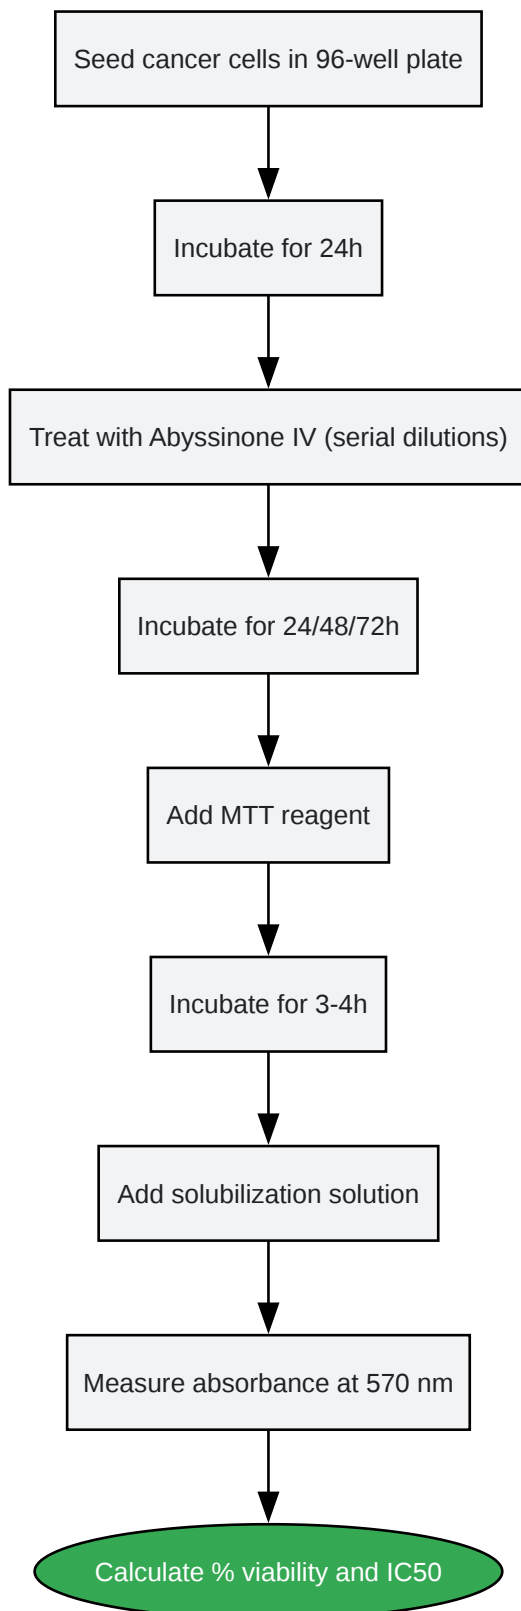 Seed cancer cells in 96-well plate
Incubate for 24h
Treat with Abyssinone IV (serial dilutions)
Incubate for 24/48/72h
Add MTT reagent
Incubate for 3-4h
Add solubilization solution
Measure absorbance at 570 nm
Calculate % viability and IC50